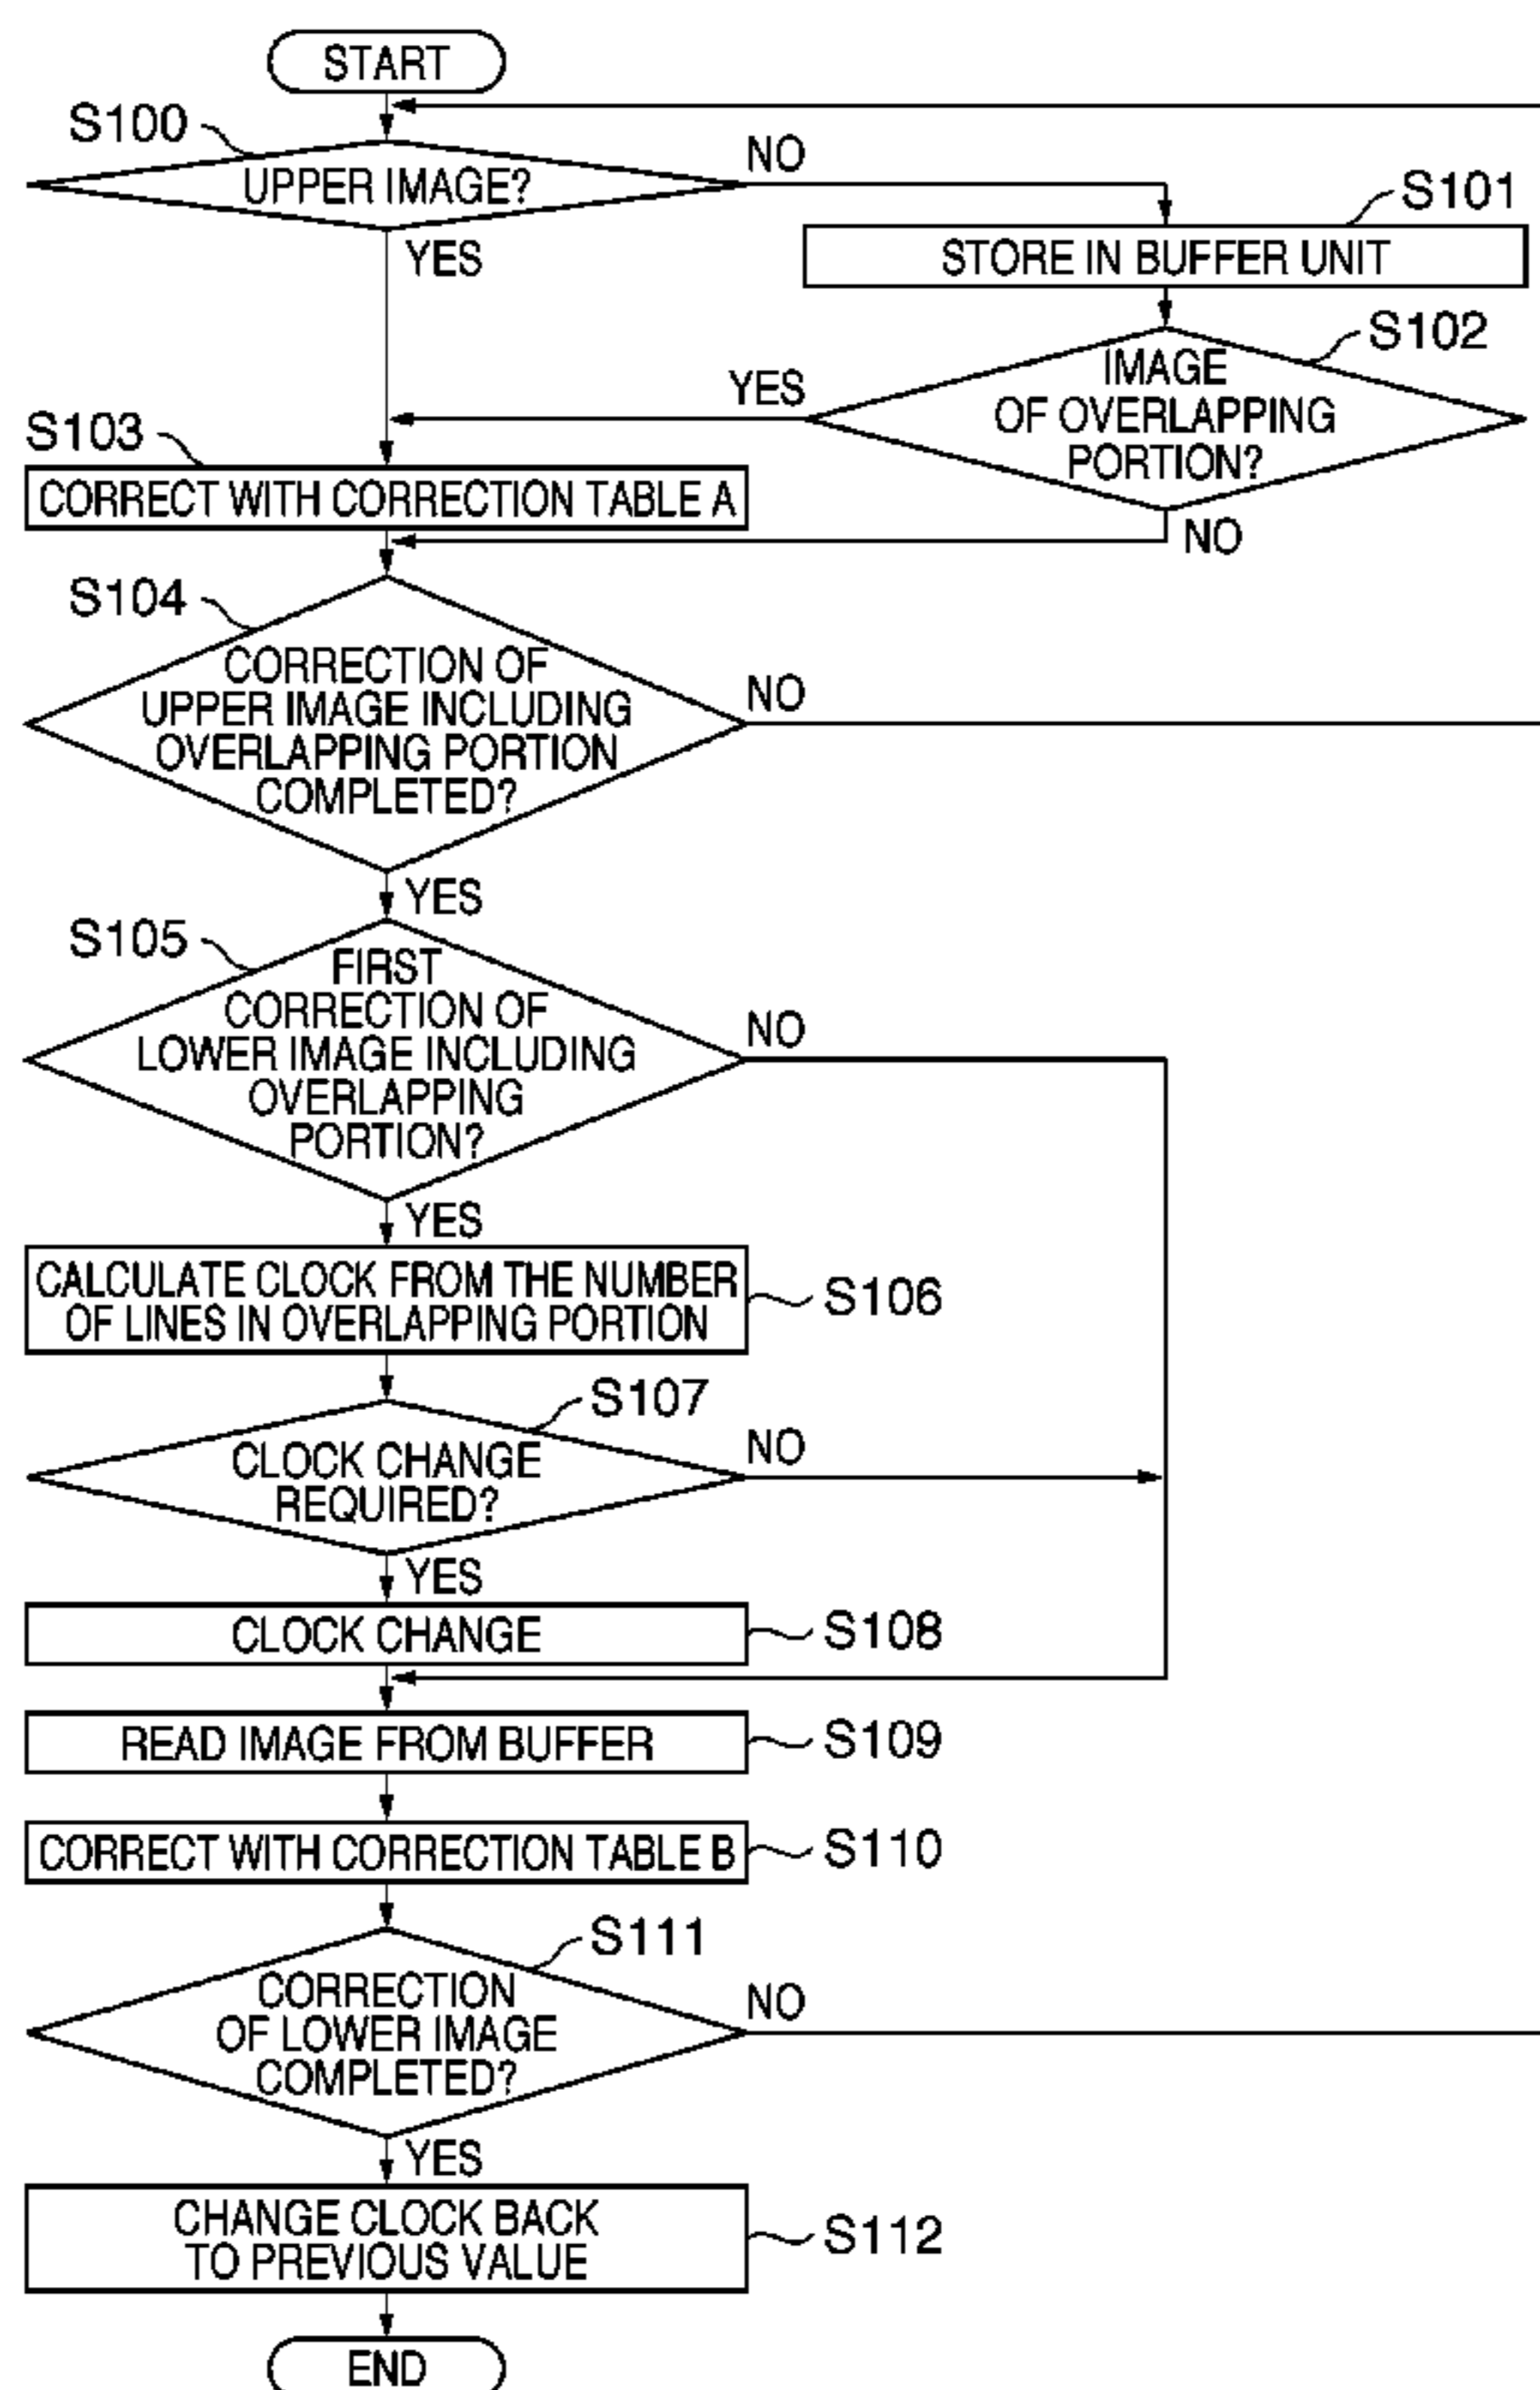 START
S100
UPPER IMAGE?
NO
YES
S101
STORE IN BUFFER UNIT
S102
IMAGE
OF OVERLAPPING
PORTION?
YES
NO
S103
CORRECT WITH CORRECTION TABLE A
S104
CORRECTION OF
UPPER IMAGE INCLUDING
OVERLAPPING PORTION
COMPLETED?
NO
YES
S105
FIRST
CORRECTION OF
LOWER IMAGE INCLUDING
OVERLAPPING
PORTION?
NO
YES
CALCULATE CLOCK FROM THE NUMBER
OF LINES IN OVERLAPPING PORTION
S106
S107
CLOCK CHANGE
REQUIRED?
NO
YES
CLOCK CHANGE
S108
READ IMAGE FROM BUFFER
S109
CORRECT WITH CORRECTION TABLE B
S110
S111
CORRECTION
OF LOWER IMAGE
COMPLETED?
NO
YES
CHANGE CLOCK BACK
TO PREVIOUS VALUE
S112
END